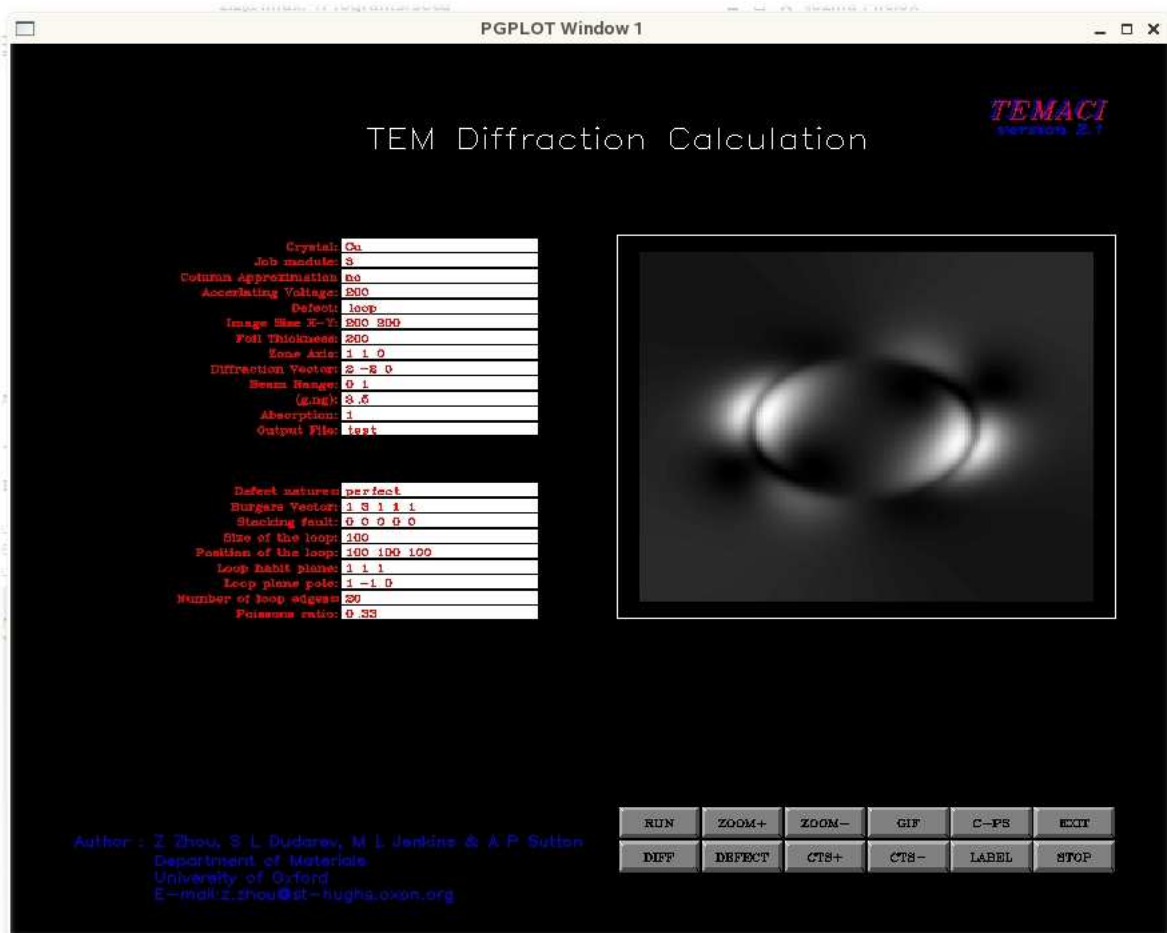 PGPLOT Window 1
TEMACI
version 2.1
TEM Diffraction Calculation
Crystal: Cu
Job module: 3
Column Approximation no
Accerlating Voltage: 200
Defect: loop
Image Size X-Y: 200 200
Foil Thickness: 200
Zone Axis: 1 1 0
Diffraction Vector: 2 -2 0
Beam Range: 0 1
(g,ng): 3.5
Absorption: 1
Output File: test
Defect nature: perfect
Burgers Vector: 1 3 1 1 1
Stacking fault: 0 0 0 0 0
Size of the loop: 100
Position of the loop: 100 100 100
Loop habit plane: 1 1 1
Loop plane pole: 1 -1 0
Number of loop edges: 20
Poissons ratio: 0.33
RUN ZOOM+ ZOOM- GIF C-PS EXIT
DIFF DEFECT CTS+ CTS- LABEL STOP
Author : Z Zhou, S L Dudarev, M L Jenkins & A P Sutton
Department of Materials
University of Oxford
E-mail:z.zhou@st-hughs.oxon.org